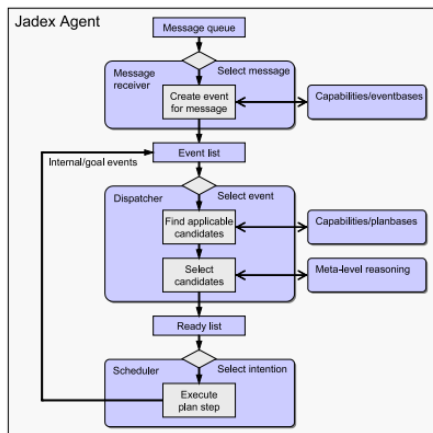 Jadex Agent
Message queue
Message
receiver
Select message
Create event
for message
Capabilities/eventbases
Internal/goal events
Event list
Dispatcher
Select event
Find applicable
candidates
Capabilities/planbases
Select
candidates
Meta-level reasoning
Ready list
Scheduler
Select intention
Execute
plan step